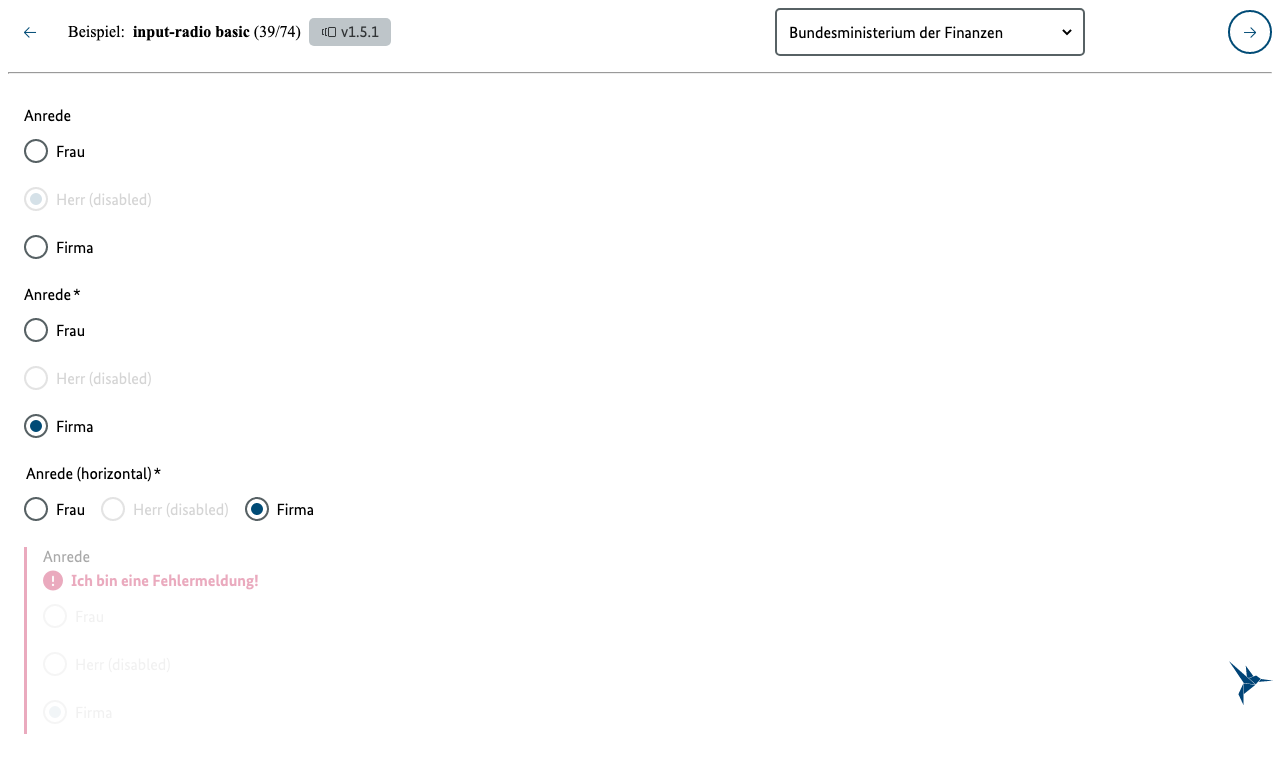 Beispiel: input-radio basic (39/74) v1.5.1 Bundesministerium der Finanzen
Anrede
Frau
Herr (disabled)
Firma
Anrede*
Frau
Herr (disabled)
Firma
Anrede (horizontal)*
Frau Herr (disabled) Firma
Anrede
Ich bin eine Fehlermeldung!
Frau
Herr (disabled)
Firma